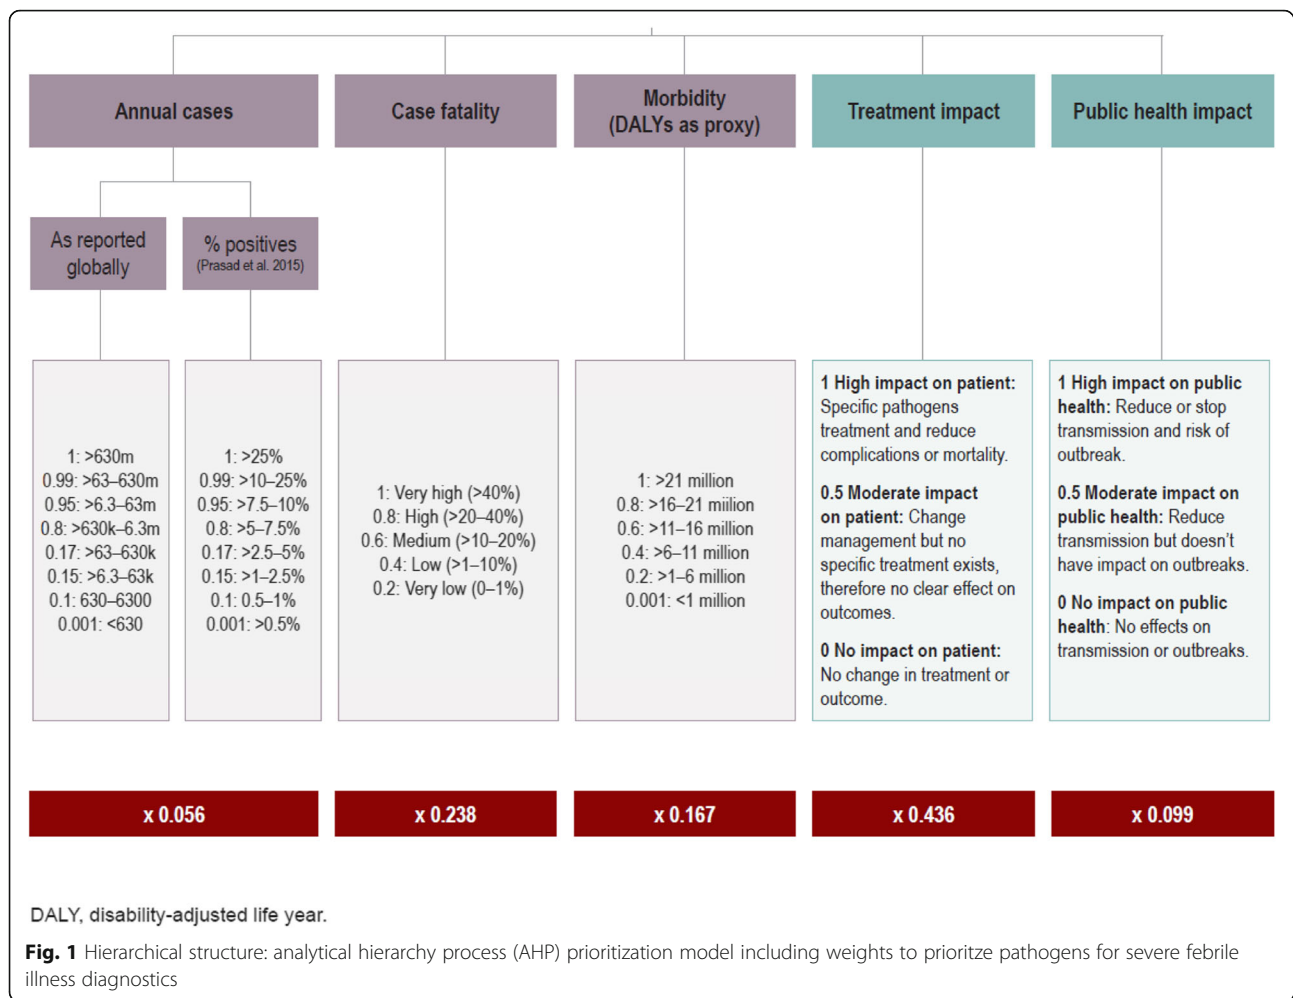 Annual cases
Case fatality
Morbidity
(DALYs as proxy)
Treatment impact
Public health impact
As reported
globally
% positives
(Prasad et al. 2015)
1: >630m
0.99: >63–630m
0.95: >6.3–63m
0.8: >630k–6.3m
0.17: >63–630k
0.15: >6.3–63k
0.1: 630–6300
0.001: <630
1: >25%
0.99: >10–25%
0.95: >7.5–10%
0.8: >5–7.5%
0.17: >2.5–5%
0.15: >1–2.5%
0.1: 0.5–1%
0.001: >0.5%
1: Very high (>40%)
0.8: High (>20–40%)
0.6: Medium (>10–20%)
0.4: Low (>1–10%)
0.2: Very low (0–1%)
1: >21 million
0.8: >16–21 miilion
0.6: >11–16 million
0.4: >6–11 million
0.2: >1–6 million
0.001: <1 million
1 High impact on patient:
Specific pathogens
treatment and reduce
complications or mortality.
0.5 Moderate impact
on patient: Change
management but no
specific treatment exists,
therefore no clear effect on
outcomes.
0 No impact on patient:
No change in treatment or
outcome.
1 High impact on public
health: Reduce or stop
transmission and risk of
outbreak.
0.5 Moderate impact on
public health: Reduce
transmission but doesn't
have impact on outbreaks.
0 No impact on public
health: No effects on
transmission or outbreaks.
x 0.056
x 0.238
x 0.167
x 0.436
x 0.099
DALY, disability-adjusted life year.
Fig. 1 Hierarchical structure: analytical hierarchy process (AHP) prioritization model including weights to prioritze pathogens for severe febrile
illness diagnostics